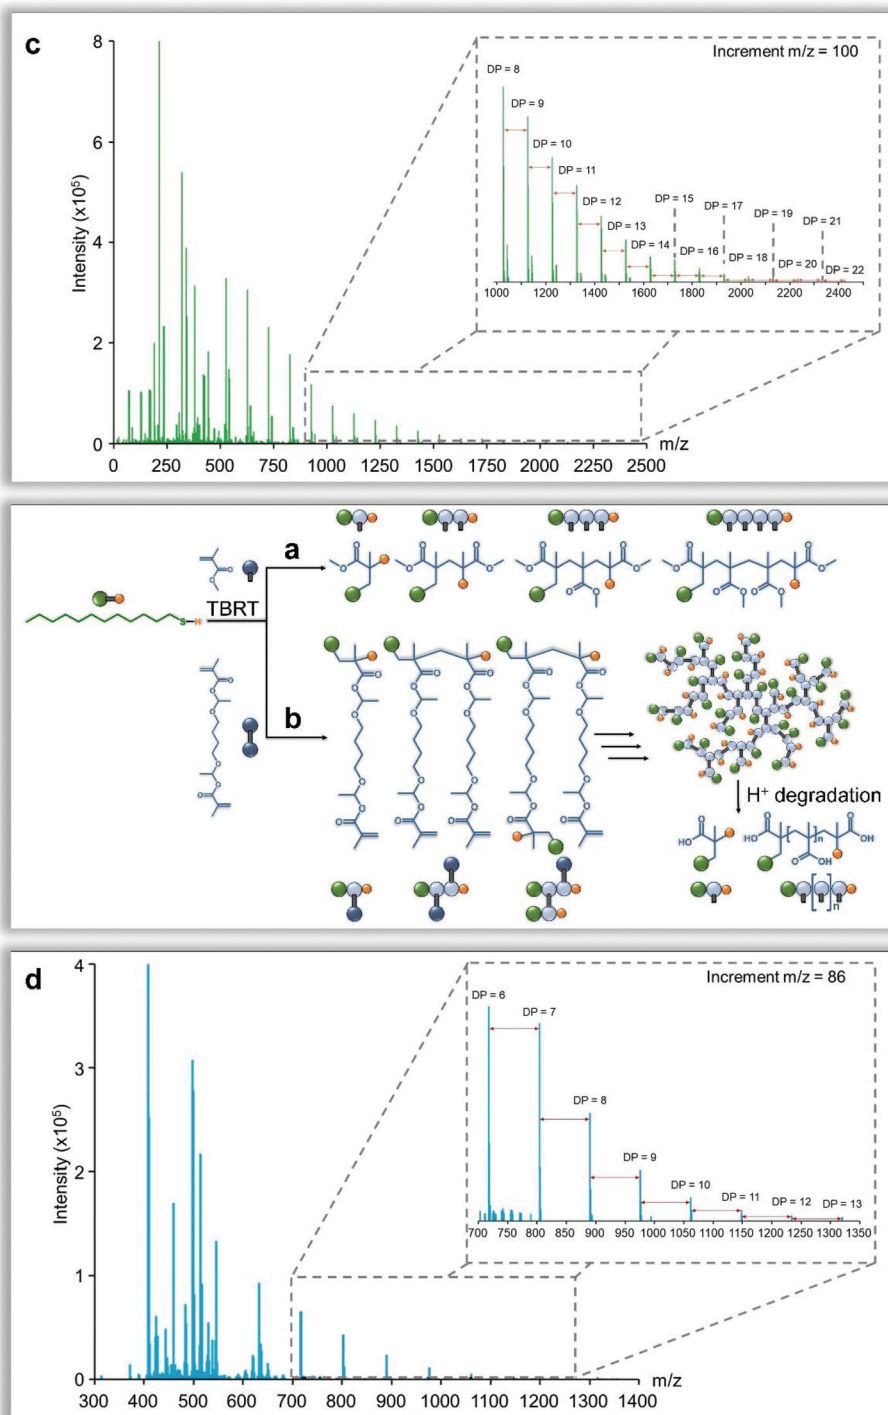 c
Intensity (x10⁵)
8
6
4
2
0
0 250 500 750 1000 1250 1500 1750 2000 2250 2500
m/z
Increment m/z = 100
DP = 8
DP = 9
DP = 10
DP = 11
DP = 12
DP = 13
DP = 14
DP = 15
DP = 16
DP = 17
DP = 18
DP = 19
DP = 20
DP = 21
DP = 22
1000 1200 1400 1600 1800 2000 2200 2400
a
TBRT
S H
b
H⁺ degradation
O O O O O O O O O O O O O O O O O O O O
O O O O O O O O O O O O O O O O O O O O O O O O O O O O O O
HO O HO O n O OH O OH
n
d
Intensity (x10⁵)
4
3
2
1
0
300 400 500 600 700 800 900 1000 1100 1200 1300 1400
m/z
Increment m/z = 86
DP = 6
DP = 7
DP = 8
DP = 9
DP = 10
DP = 11
DP = 12
DP = 13
700 750 800 850 900 950 1000 1050 1100 1150 1200 1250 1300 1350